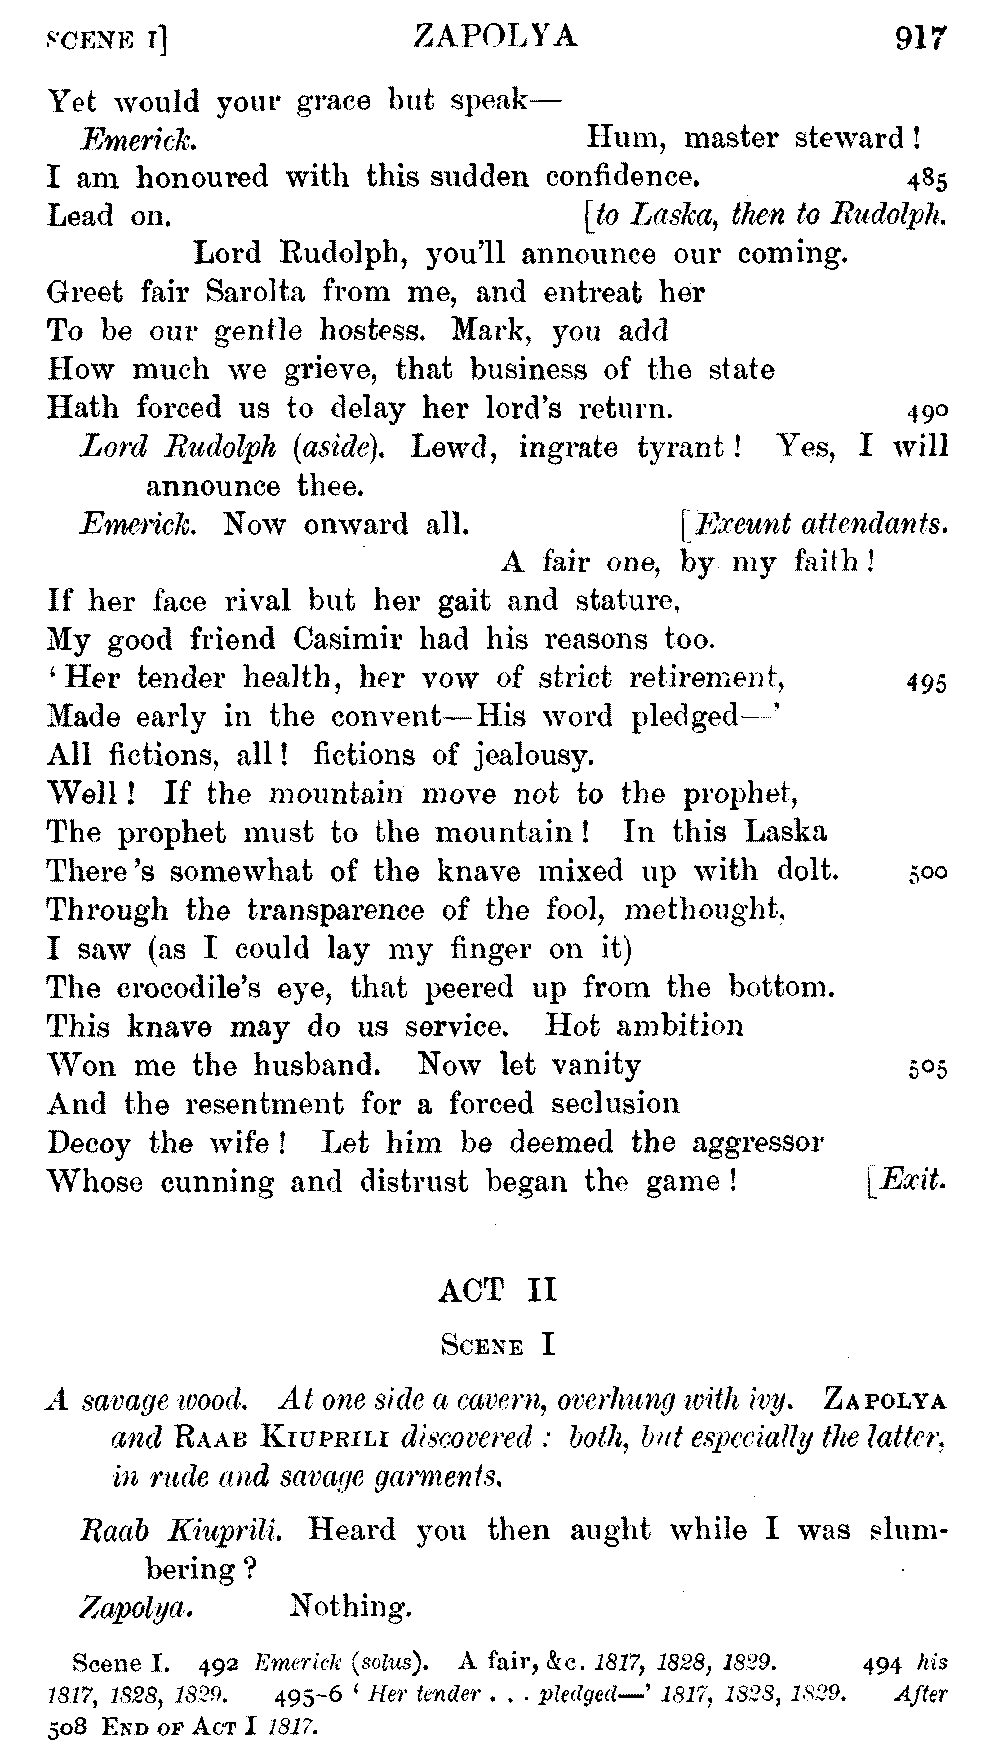 SCENE I] ZAPOLYA 917
Yet would your grace but speak—
Emerick. Hum, master steward!
I am honoured with this sudden confidence. 485
Lead on. [to Laska, then to Rudolph.
Lord Rudolph, you'll announce our coming.
Greet fair Sarolta from me, and entreat her
To be our gentle hostess. Mark, you add
How much we grieve, that business of the state
Hath forced us to delay her lord's return. 490
Lord Rudolph (aside). Lewd, ingrate tyrant! Yes, I will
announce thee.
Emerick. Now onward all. [Exeunt attendants.
A fair one, by my faith!
If her face rival but her gait and stature,
My good friend Casimir had his reasons too.
'Her tender health, her vow of strict retirement, 495
Made early in the convent—His word pledged—'
All fictions, all! fictions of jealousy.
Well! If the mountain move not to the prophet,
The prophet must to the mountain! In this Laska
There's somewhat of the knave mixed up with dolt. 500
Through the transparence of the fool, methought,
I saw (as I could lay my finger on it)
The crocodile's eye, that peered up from the bottom.
This knave may do us service. Hot ambition
Won me the husband. Now let vanity 505
And the resentment for a forced seclusion
Decoy the wife! Let him be deemed the aggressor
Whose cunning and distrust began the game! [Exit.
ACT II
SCENE I
A savage wood. At one side a cavern, overhung with ivy. ZAPOLYA
and RAAB KIUPRILI discovered: both, but especially the latter,
in rude and savage garments.
Raab Kiuprili. Heard you then aught while I was slum-
bering?
Zapolya. Nothing.
Scene I. 492 Emerick (solus). A fair, &c. 1817, 1828, 1829. 494 his
1817, 1828, 1829. 495-6 'Her tender . . . pledged—' 1817, 1828, 1829. After
508 END OF ACT I 1817.